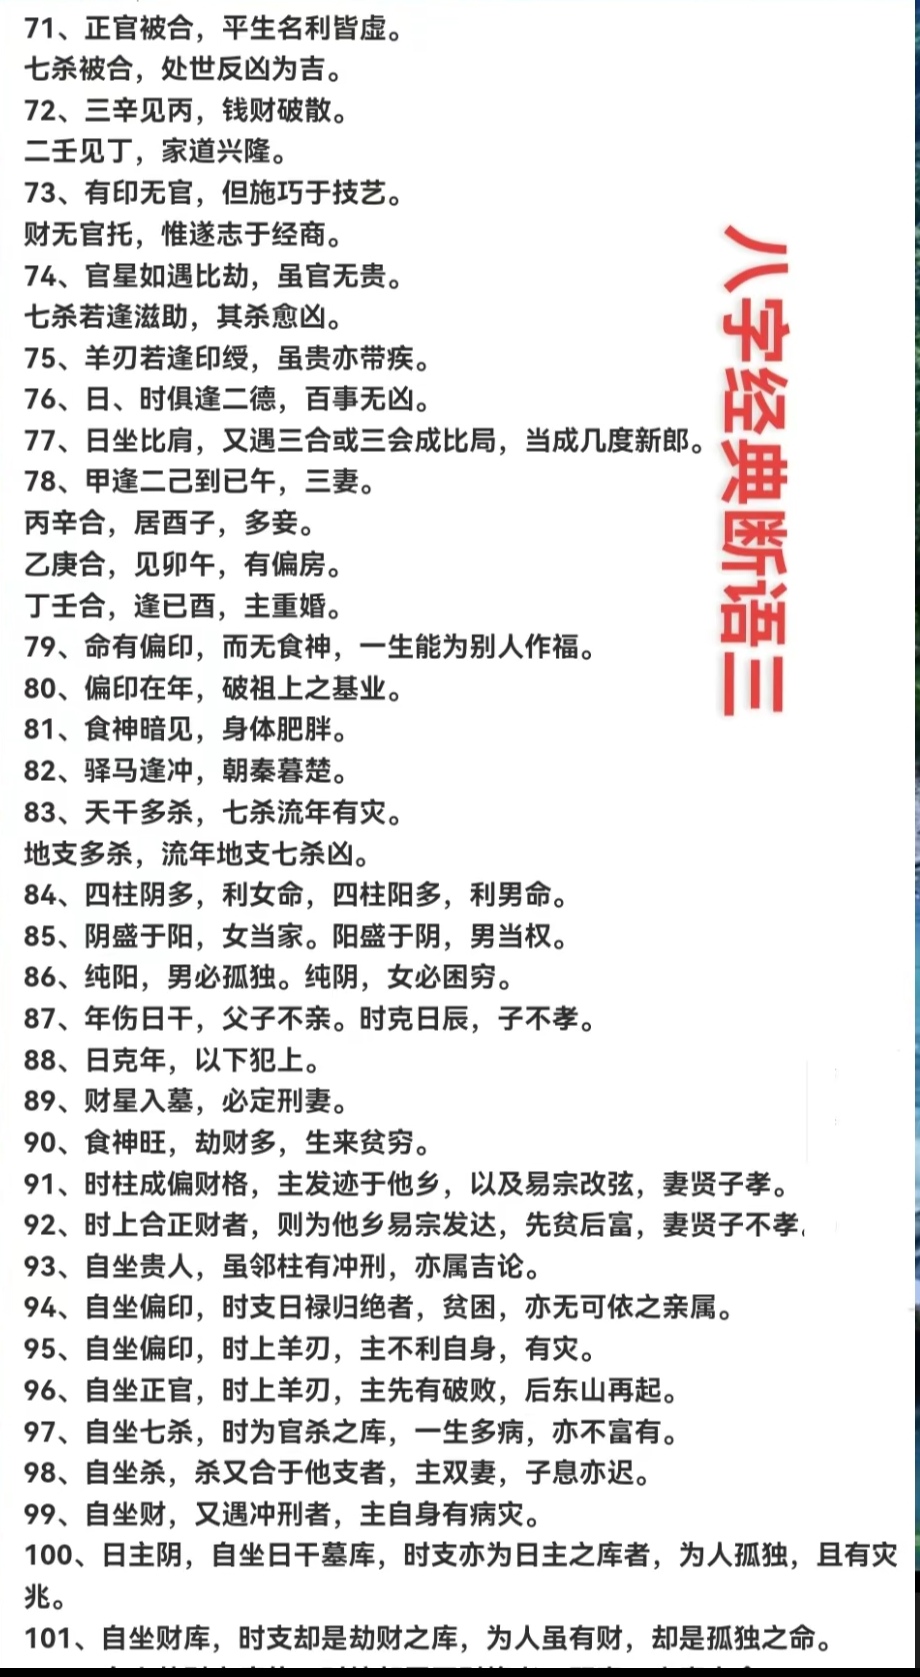 71、正官被合，平生名利皆虚。
七杀被合，处世反凶为吉。
72、三辛见丙，钱财破散。
二壬见丁，家道兴隆。
73、有印无官，但施巧于技艺。
财无官托，惟遂志于经商。
74、官星如遇比劫，虽官无贵。
七杀若逢滋助，其杀愈凶。
75、羊刃若逢印绶，虽贵亦带疾。
76、日、时俱逢二德，百事无凶。
77、日坐比肩，又遇三合或三会成比局，当成几度新郎。
78、甲逢二己到已午，三妻。
丙辛合，居酉子，多妾。
乙庚合，见卯午，有偏房。
丁壬合，逢已酉，主重婚。
79、命有偏印，而无食神，一生能为别人作福。
80、偏印在年，破祖上之基业。
81、食神暗见，身体肥胖。
82、驿马逢冲，朝秦暮楚。
83、天干多杀，七杀流年有灾。
地支多杀，流年地支七杀凶。
84、四柱阴多，利女命，四柱阳多，利男命。
85、阴盛于阳，女当家。阳盛于阴，男当权。
86、纯阳，男必孤独。纯阴，女必困穷。
87、年伤日干，父子不亲。时克日辰，子不孝。
88、日克年，以下犯上。
89、财星入墓，必定刑妻。
90、食神旺，劫财多，生来贫穷。
91、时柱成偏财格，主发迹于他乡，以及易宗改弦，妻贤子孝。
92、时上合正财者，则为他乡易宗发达，先贫后富，妻贤子不孝.
93、自坐贵人，虽邻柱有冲刑，亦属吉论。
94、自坐偏印，时支日禄归绝者，贫困，亦无可依之亲属。
95、自坐偏印，时上羊刃，主不利自身，有灾。
96、自坐正官，时上羊刃，主先有破败，后东山再起。
97、自坐七杀，时为官杀之库，一生多病，亦不富有。
98、自坐杀，杀又合于他支者，主双妻，子息亦迟。
99、自坐财，又遇冲刑者，主自身有病灾。
100、日主阴，自坐日干墓库，时支亦为日主之库者，为人孤独，且有灾
兆。
101、自坐财库，时支却是劫财之库，为人虽有财，却是孤独之命。
八字经典断语三